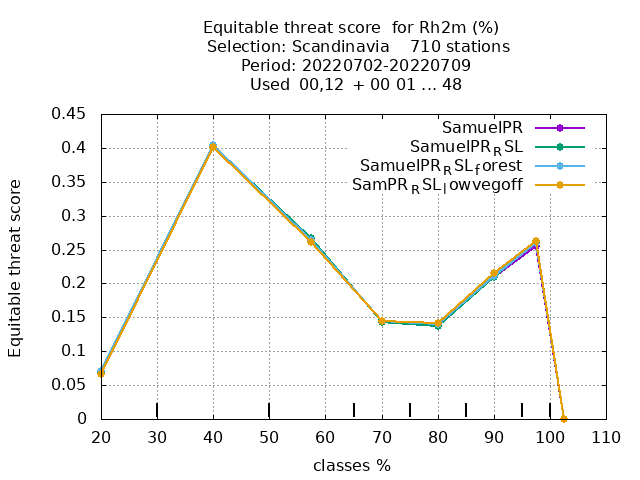 Equitable threat score  for Rh2m (%)
Selection: Scandinavia    710 stations
Period: 20220702-20220709
Used  00,12  + 00 01 ... 48
0.45
0.4
0.35
0.3
0.25
0.2
0.15
0.1
0.05
0
Equitable threat score
SamuelPR
SamuelPR_RSL
SamuelPR_RSL_forest
SamPR_RSL_lowvegoff
20 30 40 50 60 70 80 90 100 110
classes %